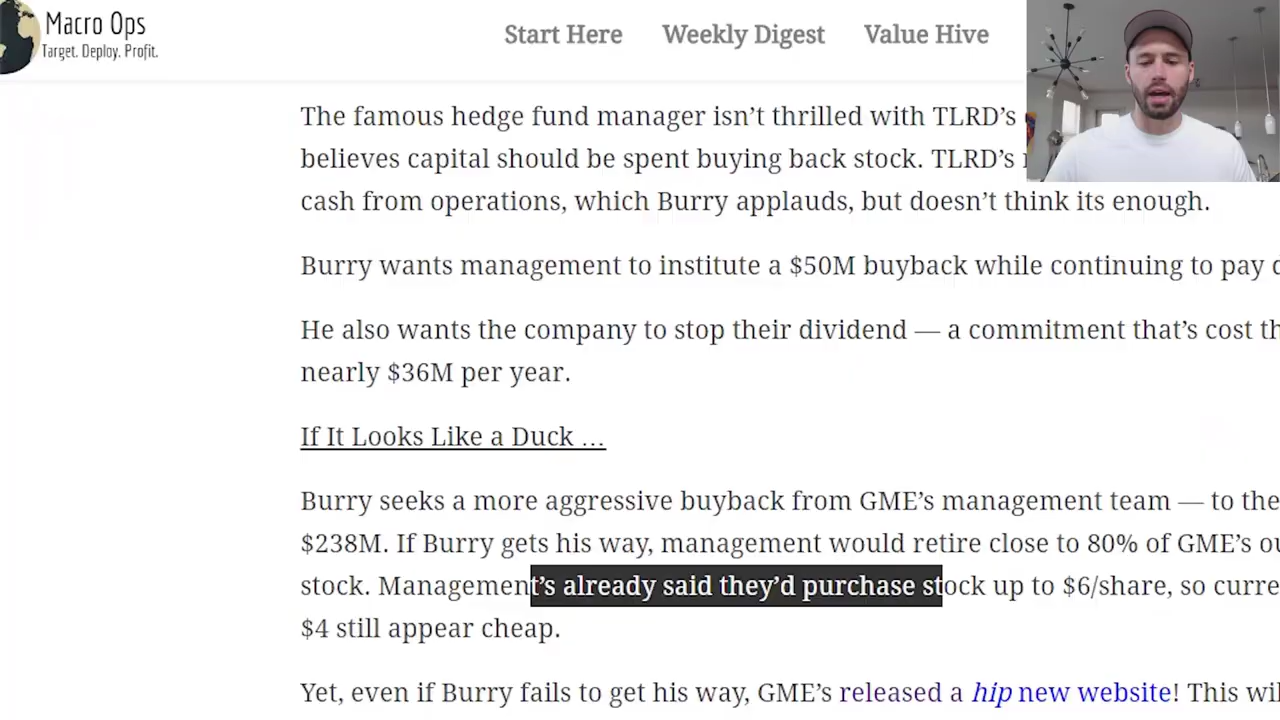 Macro Ops
Target. Deploy. Profit.
Start Here
Weekly Digest
Value Hive
The famous hedge fund manager isn’t thrilled with TLRD’s
believes capital should be spent buying back stock. TLRD’s
cash from operations, which Burry applauds, but doesn’t think its enough.
Burry wants management to institute a $50M buyback while continuing to pay
He also wants the company to stop their dividend — a commitment that’s cost
nearly $36M per year.
If It Looks Like a Duck …
Burry seeks a more aggressive buyback from GME’s management team — to the
$238M. If Burry gets his way, management would retire close to 80% of GME’s
stock. Management’s already said they’d purchase stock up to $6/share, so
$4 still appear cheap.
Yet, even if Burry fails to get his way, GME’s released a hip new website! This